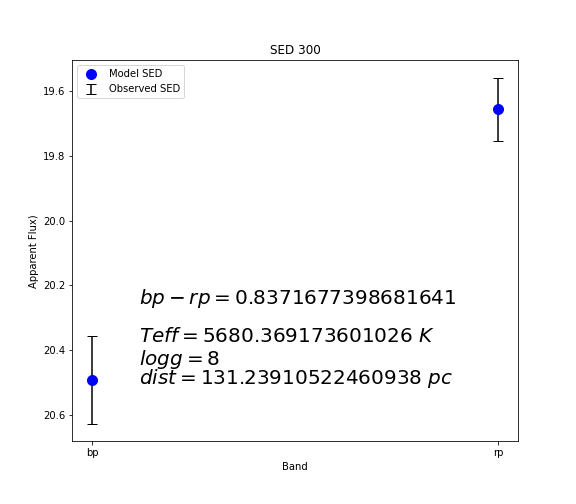 SED 300
Model SED
Observed SED
19.6
19.8
20.0
20.2
20.4
20.6
Apparent Flux)
bp − rp = 0.8371677398681641
Teff = 5680.369173601026 K
logg = 8
dist = 131.23910522460938 pc
bp
rp
Band